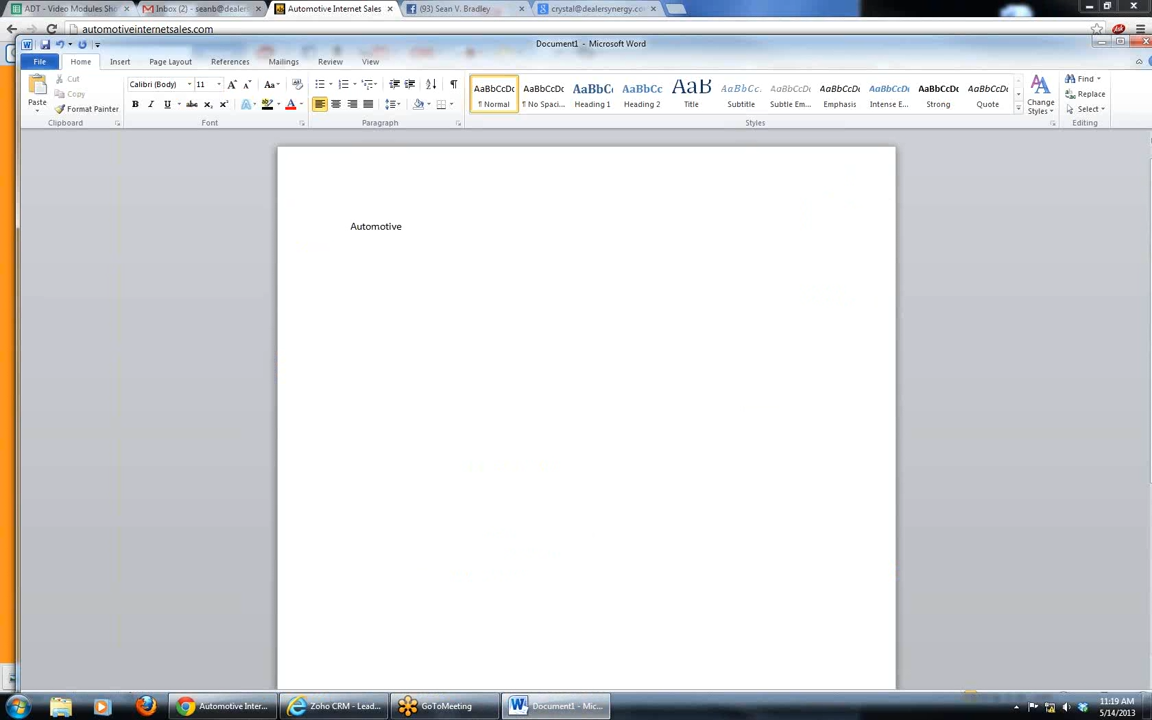 ADT - Video Modules Sh
Inbox (2) - seanb@dealers
Automotive Internet Sales
(93) Sean V. Bradley
crystal@dealersynergy.co
automotiveinternetsales.com
Document1 - Microsoft Word
File
Home
Insert
Page Layout
References
Mailings
Review
View
Paste
Cut
Copy
Format Painter
Clipboard
Calibri (Body)
11
Font
Paragraph
AaBbCcDc
¶ Normal
AaBbCcDc
¶ No Spaci...
AaBbC
Heading 1
AaBbCc
Heading 2
AaB
Title
AaBbCc.
Subtitle
AaBbCcDc
Subtle Em...
AaBbCcDc
Emphasis
AaBbCcDc
Intense E...
AaBbCcDc
Strong
AaBbCcDc
Quote
Styles
Change
Styles
Find
Replace
Select
Editing
Automotive
Automotive Inter...
Zoho CRM - Lead...
GoToMeeting
Document1 - Mic...
11:19 AM
5/14/2013